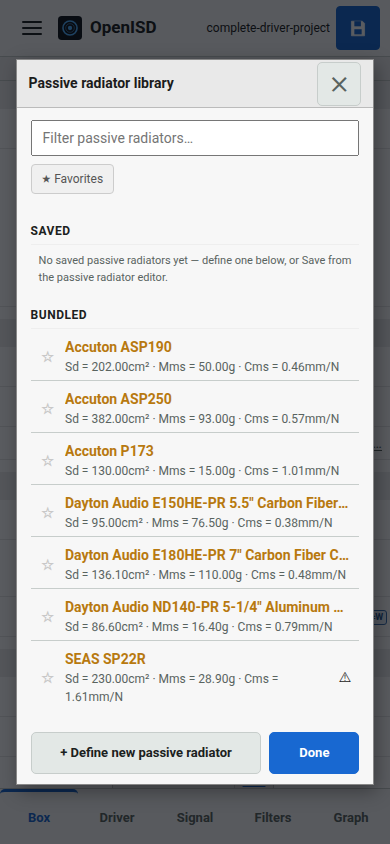 OpenISD
complete-driver-project
Passive radiator library
Filter passive radiators…
★ Favorites
SAVED
No saved passive radiators yet — define one below, or Save from
the passive radiator editor.
BUNDLED
Accuton ASP190
Sd = 202.00cm² · Mms = 50.00g · Cms = 0.46mm/N
Accuton ASP250
Sd = 382.00cm² · Mms = 93.00g · Cms = 0.57mm/N
Accuton P173
Sd = 130.00cm² · Mms = 15.00g · Cms = 1.01mm/N
Dayton Audio E150HE-PR 5.5" Carbon Fiber…
Sd = 95.00cm² · Mms = 76.50g · Cms = 0.38mm/N
Dayton Audio E180HE-PR 7" Carbon Fiber C…
Sd = 136.10cm² · Mms = 110.00g · Cms = 0.48mm/N
Dayton Audio ND140-PR 5-1/4" Aluminum …
Sd = 86.60cm² · Mms = 16.40g · Cms = 0.79mm/N
SEAS SP22R
Sd = 230.00cm² · Mms = 28.90g · Cms =
1.61mm/N
+ Define new passive radiator
Done
Box
Driver
Signal
Filters
Graph